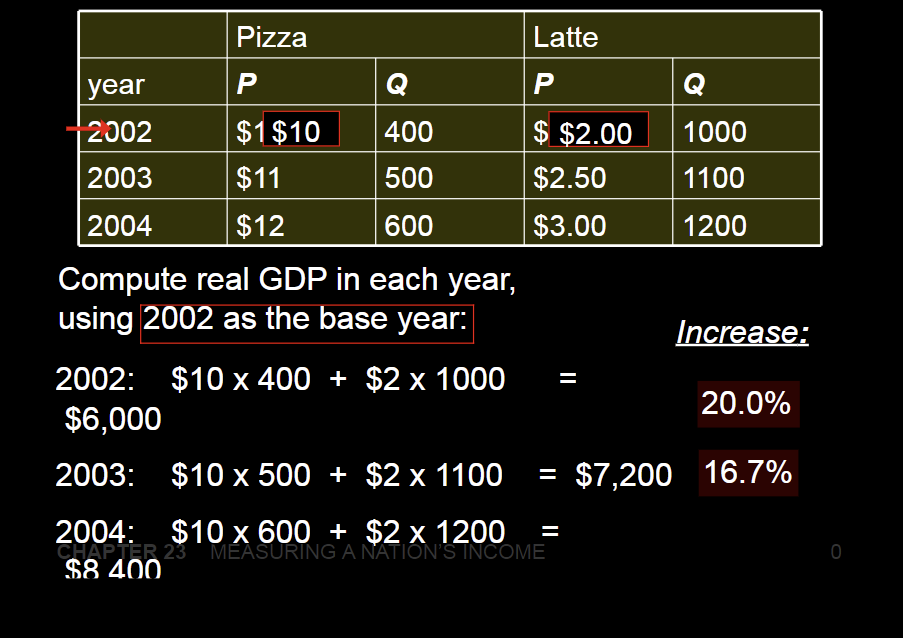 Pizza Latte
year P Q P Q
2002 $1 $10 400 $ $2.00 1000
2003 $11 500 $2.50 1100
2004 $12 600 $3.00 1200
Compute real GDP in each year,
using 2002 as the base year:
Increase:
2002: $10 x 400 + $2 x 1000 =
$6,000
20.0%
2003: $10 x 500 + $2 x 1100 = $7,200 16.7%
2004: $10 x 600 + $2 x 1200 =
CHAPTER 23 MEASURING A NATION'S INCOME 0
$8,400